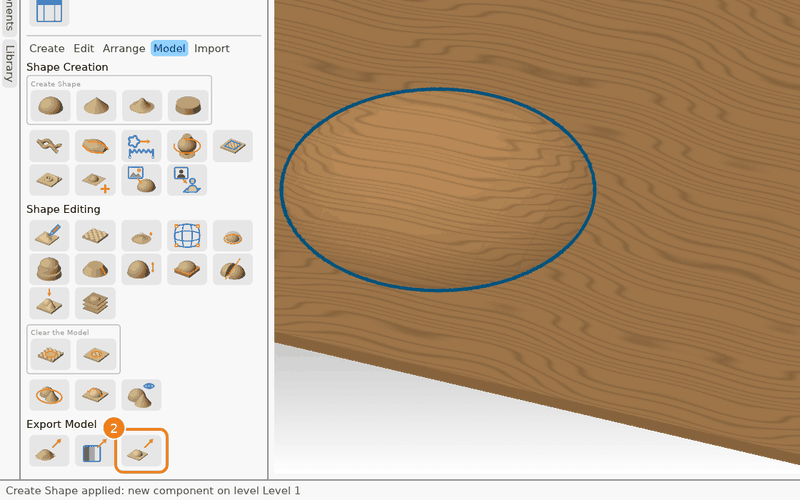 nents
Library
Create Edit Arrange Model Import
Shape Creation
Create Shape
Shape Editing
Clear the Model
Export Model
2
Create Shape applied: new component on level Level 1